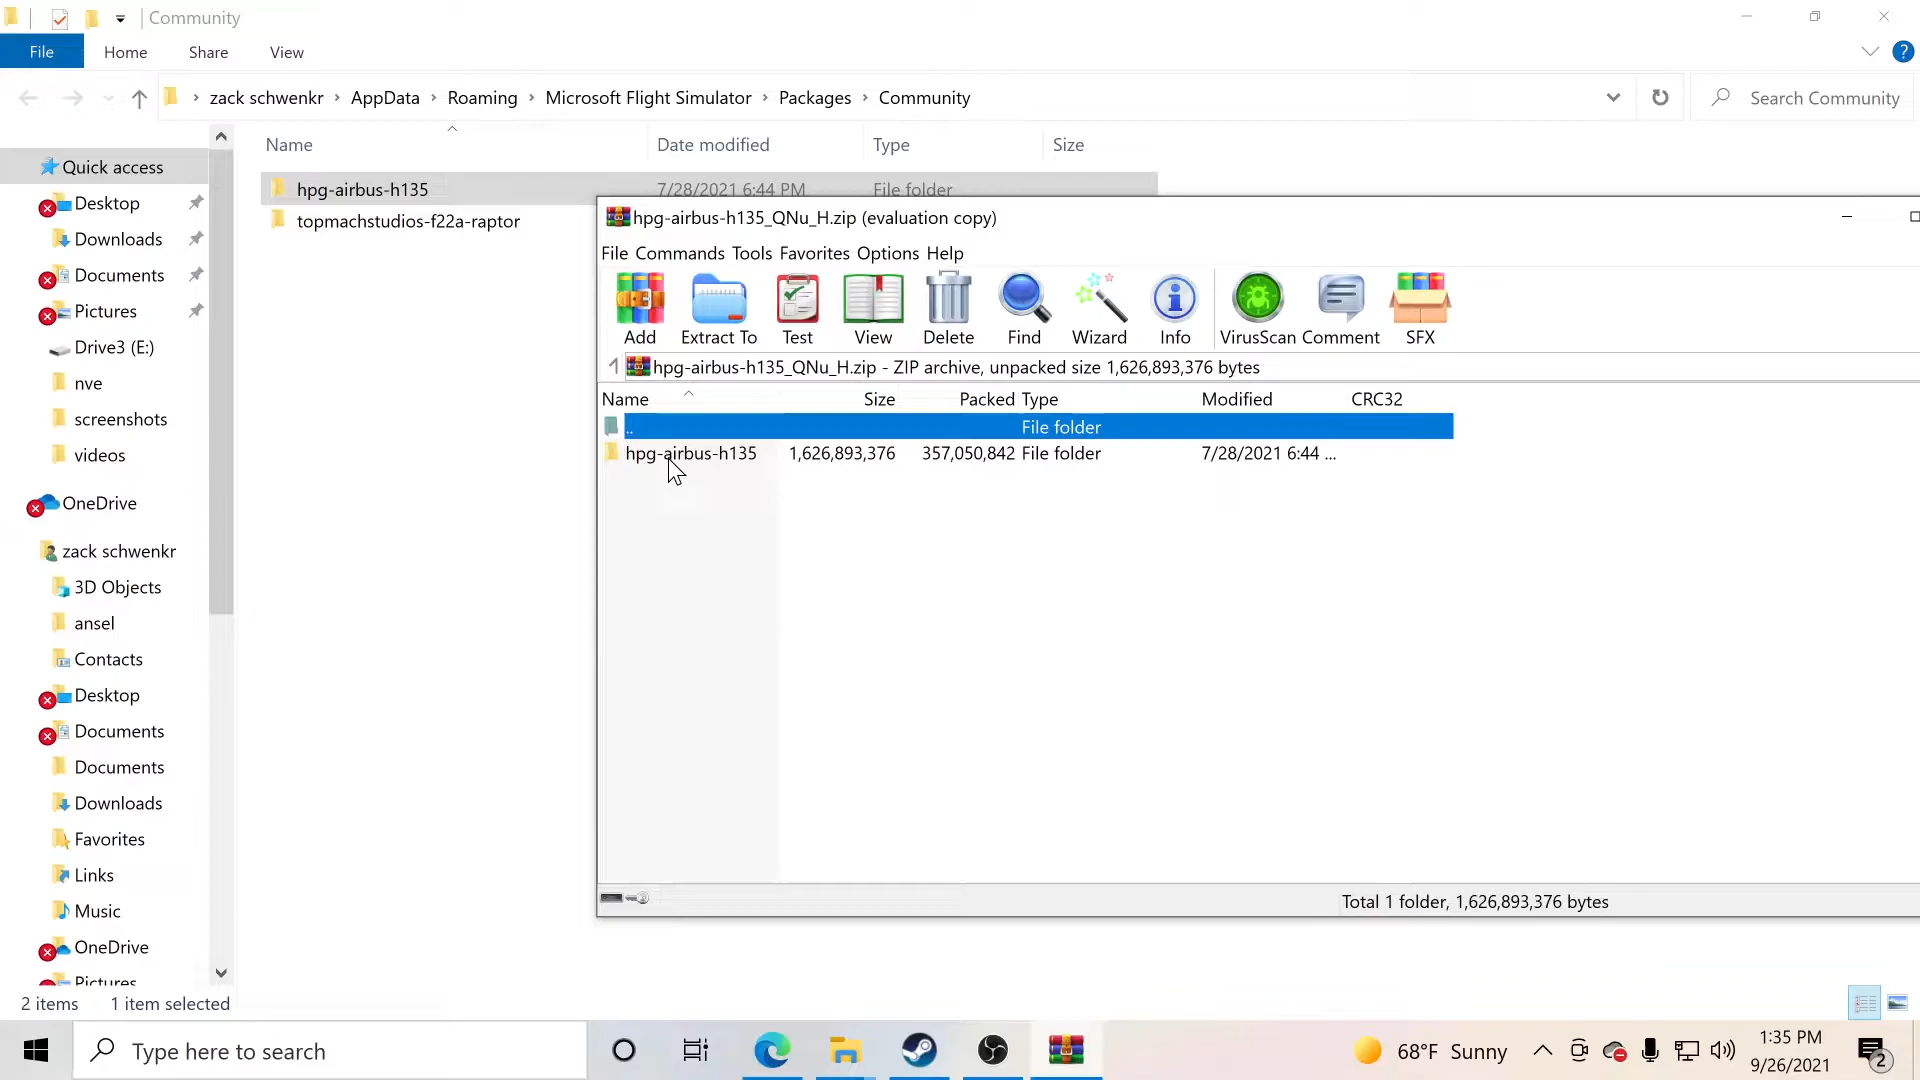 Community
File Home Share View
zack schwenkr AppData Roaming Microsoft Flight Simulator Packages Community
Search Community
Name Date modified Type Size
Quick access
Desktop
Downloads
Documents
Pictures
Drive3 (E:)
nve
screenshots
videos
OneDrive
zack schwenkr
3D Objects
ansel
Contacts
Desktop
Documents
Documents
Downloads
Favorites
Links
Music
OneDrive
Pictures
hpg-airbus-h135 7/28/2021 6:44 PM File folder
topmachstudios-f22a-raptor
hpg-airbus-h135_QNu_H.zip (evaluation copy)
File Commands Tools Favorites Options Help
Add Extract To Test View Delete Find Wizard Info VirusScan Comment SFX
hpg-airbus-h135_QNu_H.zip - ZIP archive, unpacked size 1,626,893,376 bytes
Name Size Packed Type Modified CRC32
.. File folder
hpg-airbus-h135 1,626,893,376 357,050,842 File folder 7/28/2021 6:44 ...
Total 1 folder, 1,626,893,376 bytes
2 items 1 item selected
Type here to search
68°F Sunny
1:35 PM
9/26/2021
2